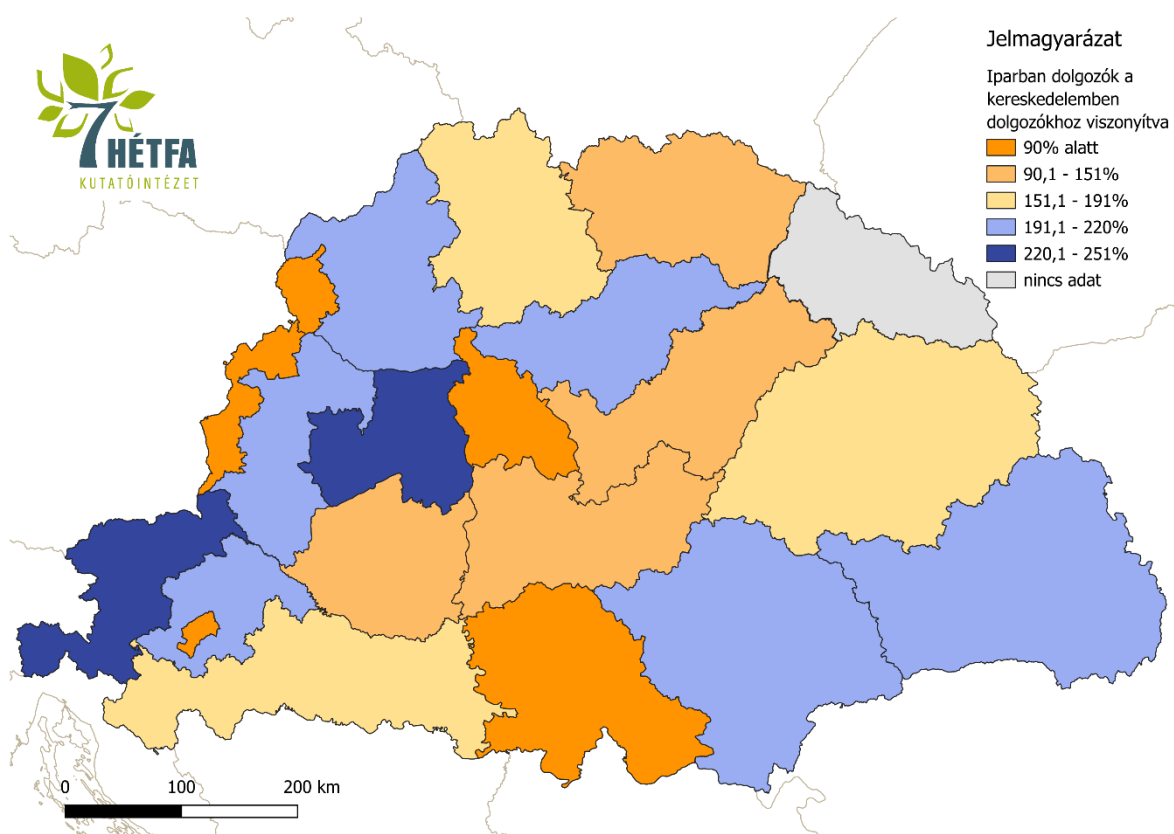 7 HÉTFA
KUTATÓINTÉZET
Jelmagyarázat
Iparban dolgozók a
kereskedelemben
dolgozókhoz viszonyítva
90% alatt
90,1 - 151%
151,1 - 191%
191,1 - 220%
220,1 - 251%
nincs adat
0 100 200 km